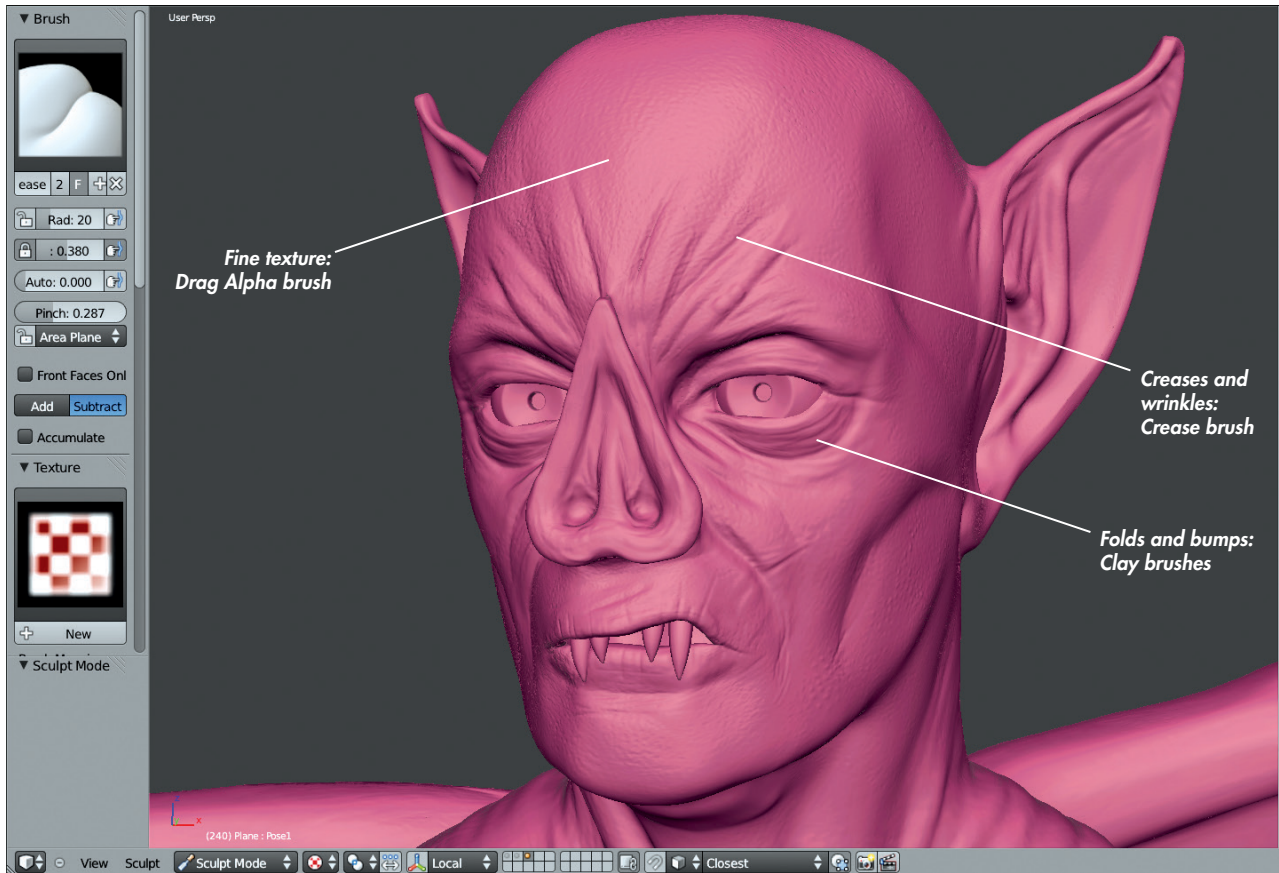 Brush
User Persp
ease 2 F
Rad: 20
: 0.380
Auto: 0.000
Pinch: 0.287
Area Plane
Front Faces Onl
Add Subtract
Accumulate
Texture
New
Sculpt Mode
Fine texture:
Drag Alpha brush
Creases and
wrinkles:
Crease brush
Folds and bumps:
Clay brushes
z
x
(240) Plane : Pose1
View Sculpt Sculpt Mode Local Closest